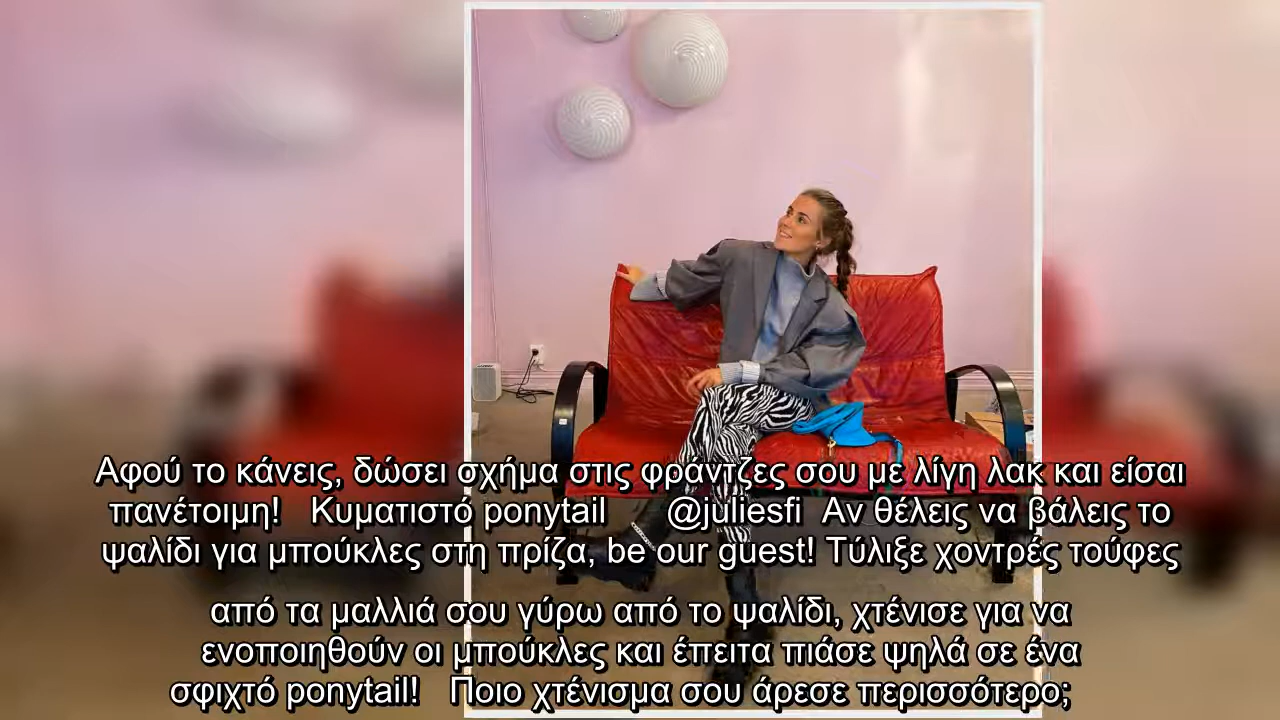 Αφού το κάνεις, δώσει σχήμα στις φραντζες σου με λίγη λακ και είσαι
πανέτοιμη! Κυματιστό ponytail @juliesfi Αν θέλεις να βάλεις το
ψαλίδι για μπούκλες στη πρίζα, be our guest! Τύλιξε χοντρές τούφες
από τα μαλλιά σου γύρω από το ψαλίδι, χτένισε για να
ενοποιηθούν οι μπούκλες και έπειτα πιάσε ψηλά σε ένα
σφιχτό ponytail! Ποιο χτένισμα σου άρεσε περισσότερο;